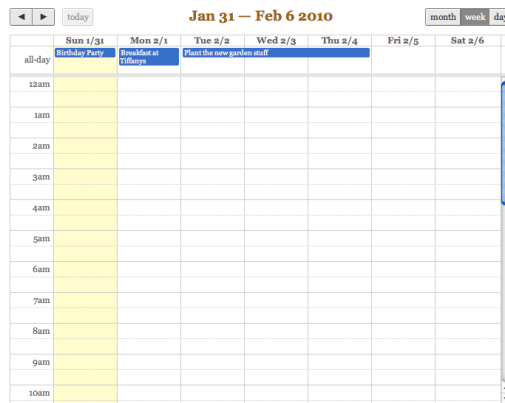 ◄ ► today Jan 31 — Feb 6 2010 month week day
Sun 1/31 Mon 2/1 Tue 2/2 Wed 2/3 Thu 2/4 Fri 2/5 Sat 2/6
all-day Birthday Party Breakfast at Plant the new garden stuff
Tiffanys
12am
1am
2am
3am
4am
5am
6am
7am
8am
9am
10am